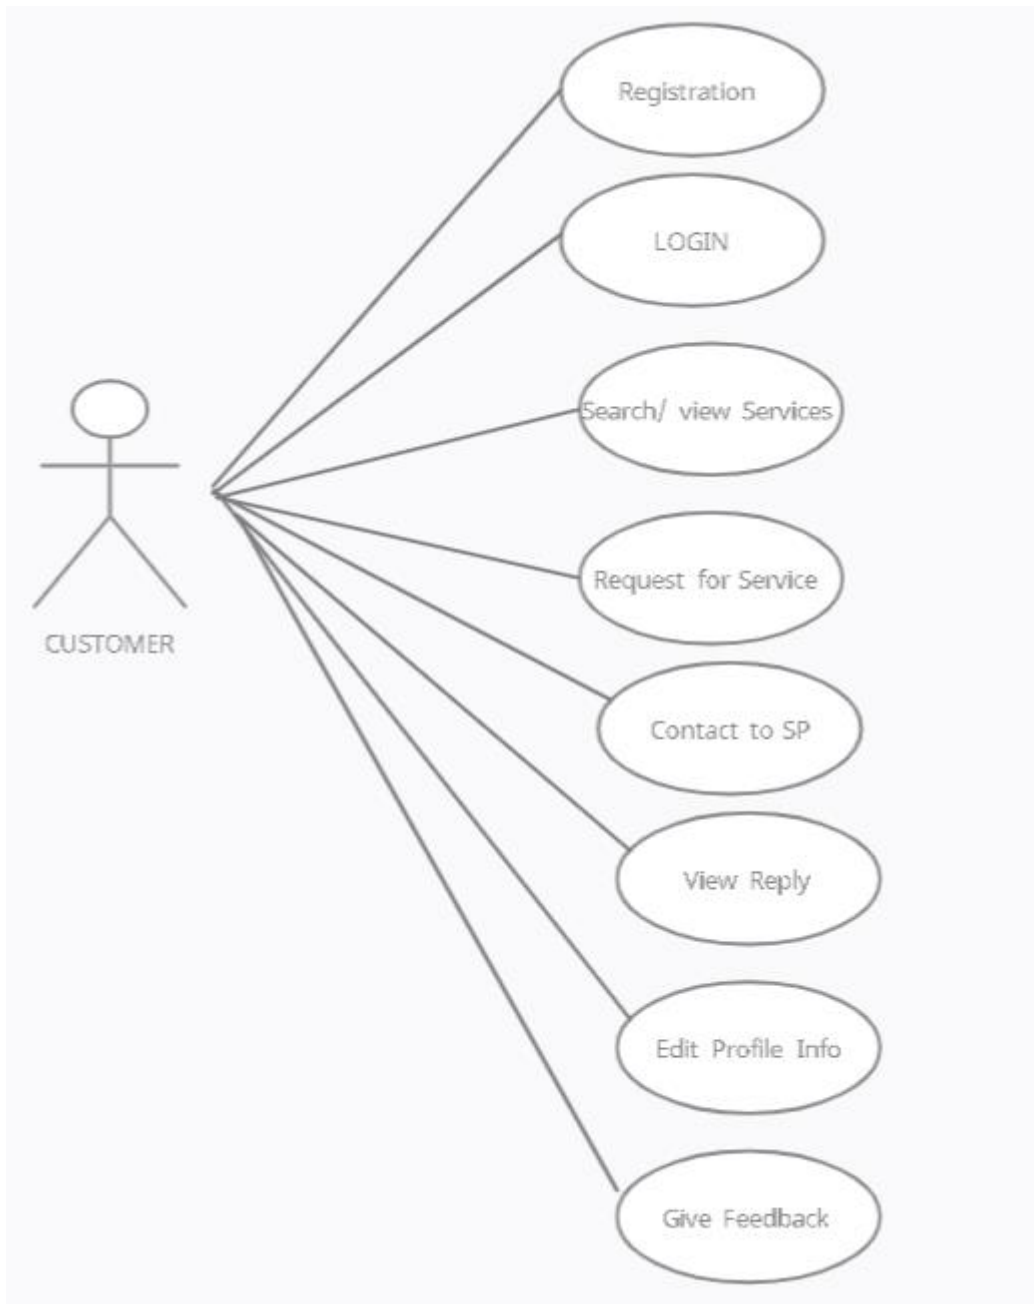 Registration
LOGIN
Search/ view Services
Request for Service
CUSTOMER
Contact to SP
View Reply
Edit Profile Info
Give Feedback